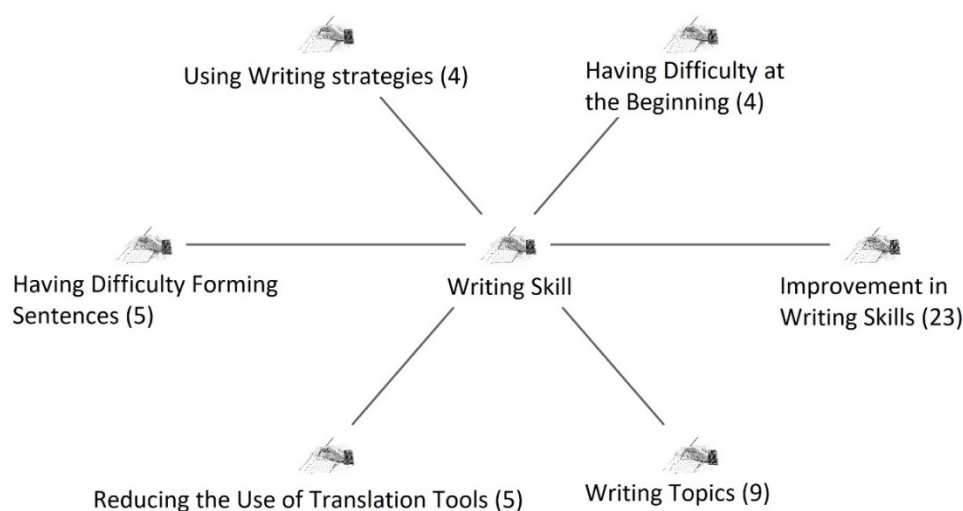 Using Writing strategies (4)
Having Difficulty at
the Beginning (4)
Having Difficulty Forming
Sentences (5)
Writing Skill
Improvement in
Writing Skills (23)
Reducing the Use of Translation Tools (5)
Writing Topics (9)